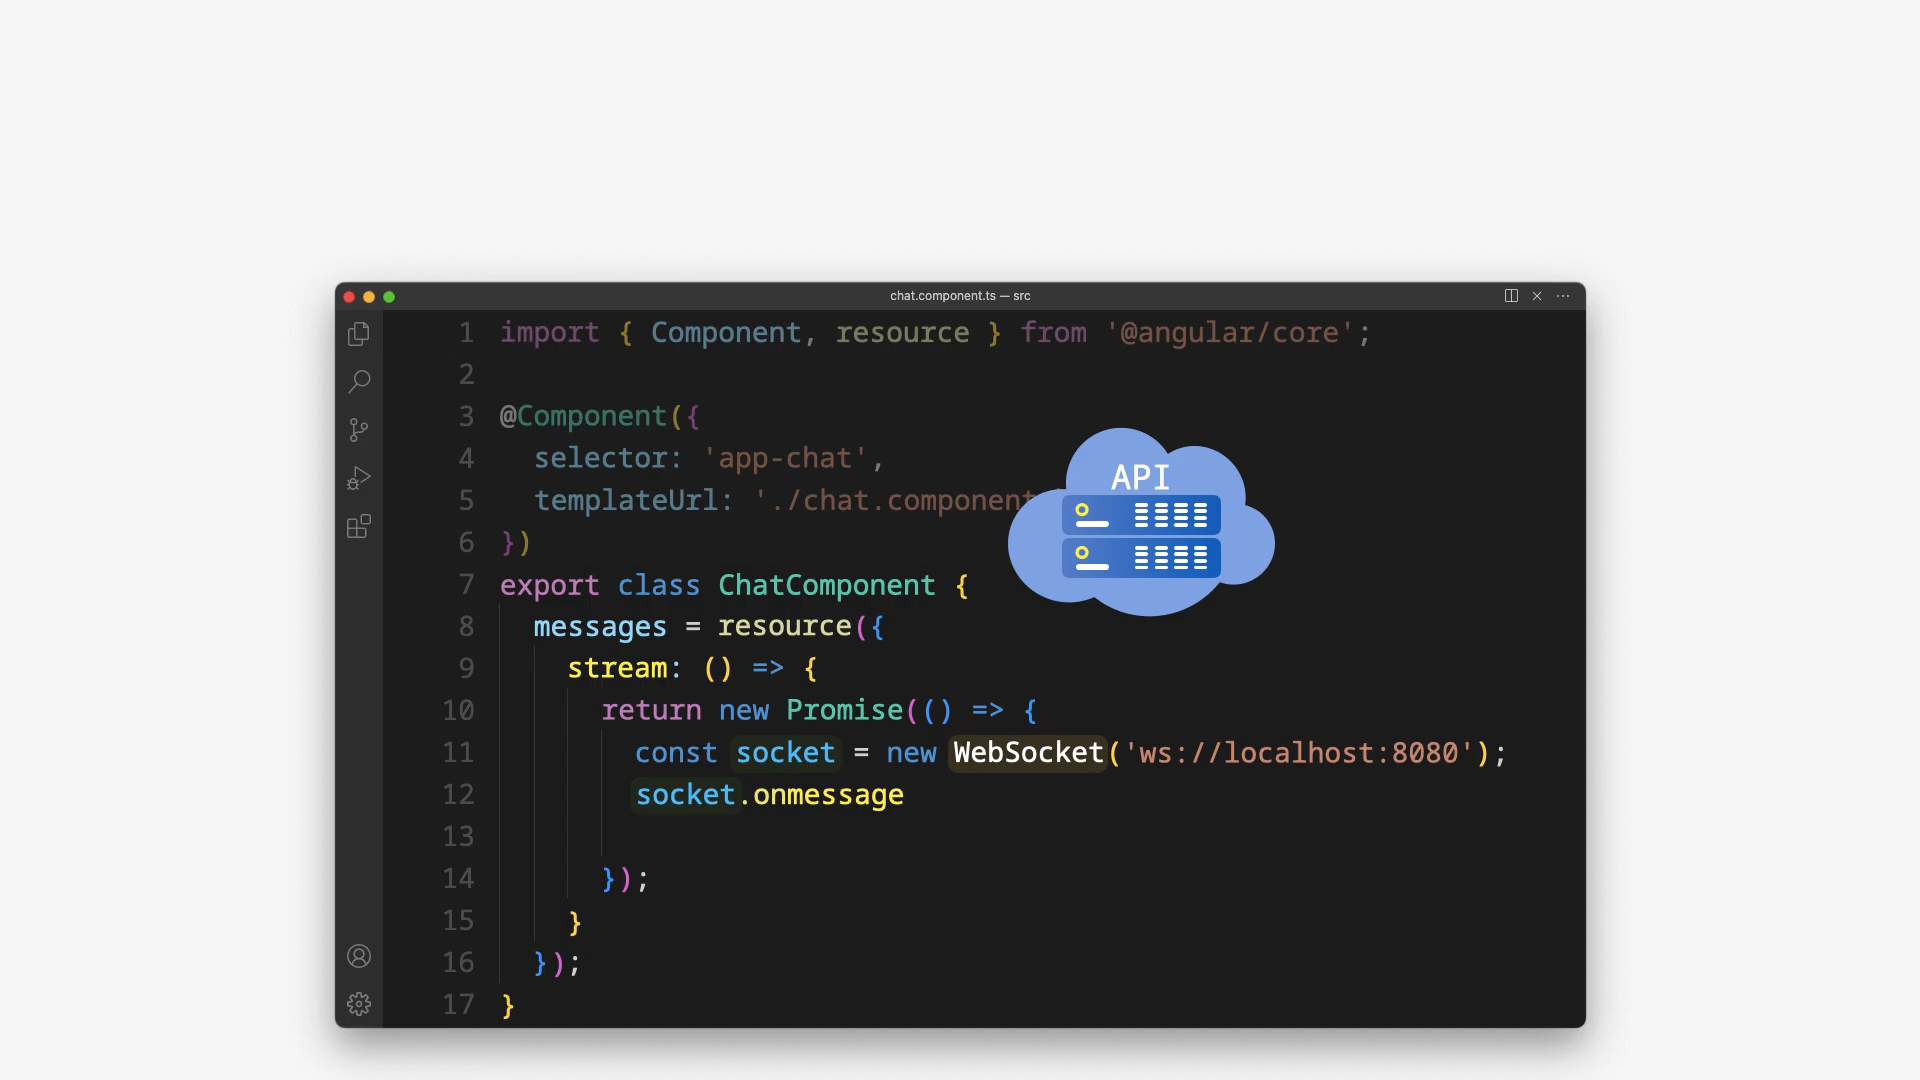 chat.component.ts — src
1 import { Component, resource } from '@angular/core';
2
3 @Component({
4 selector: 'app-chat',
5 templateUrl: './chat.component
6 })
7 export class ChatComponent {
8 messages = resource({
9 stream: () => {
10 return new Promise(() => {
11 const socket = new WebSocket('ws://localhost:8080');
12 socket.onmessage
13
14 });
15 }
16 });
17 }
API